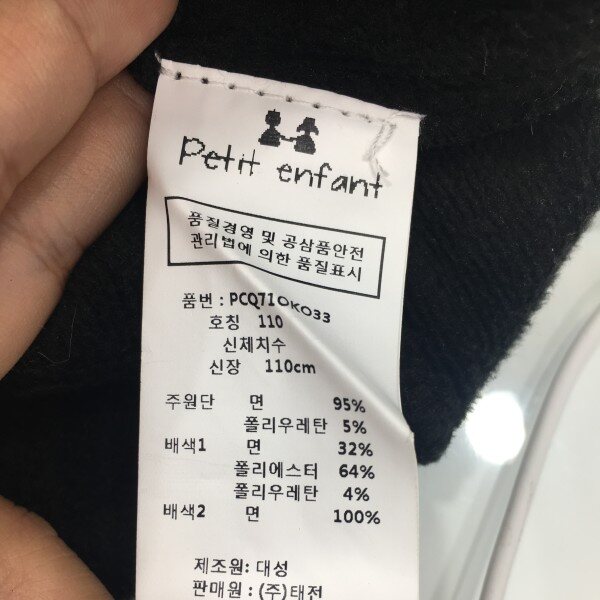 Petit enfant
품질경영 및 공삼품안전
관리법에 의한 품질표시
품번 : PCQ71OK033
호칭 110
신체치수
신장 110cm
주원단 면 95%
폴리우레탄 5%
배색1 면 32%
폴리에스터 64%
폴리우레탄 4%
배색2 면 100%
제조원: 대성
판매원 : (주)태전